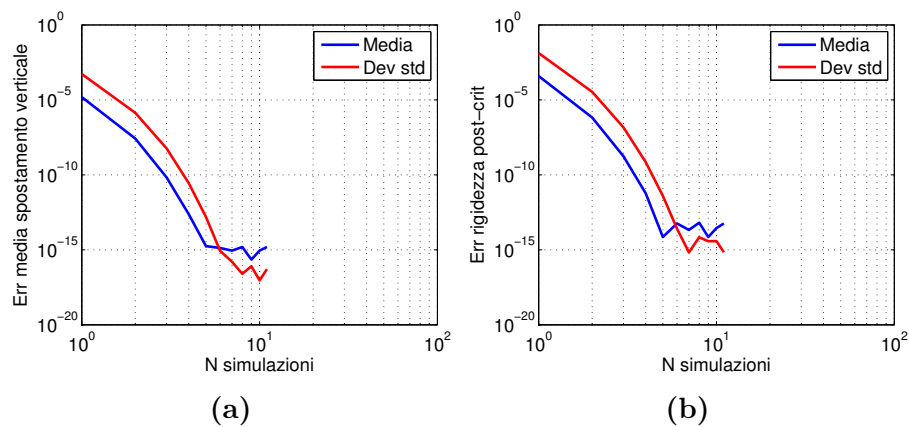 10^0
10^-5
10^-10
10^-15
10^-20
Err media spostamento verticale
10^0
10^1
10^2
N simulazioni
Media
Dev std
(a)
10^0
10^-5
10^-10
10^-15
10^-20
Err rigidezza post-crit
10^0
10^1
10^2
N simulazioni
Media
Dev std
(b)